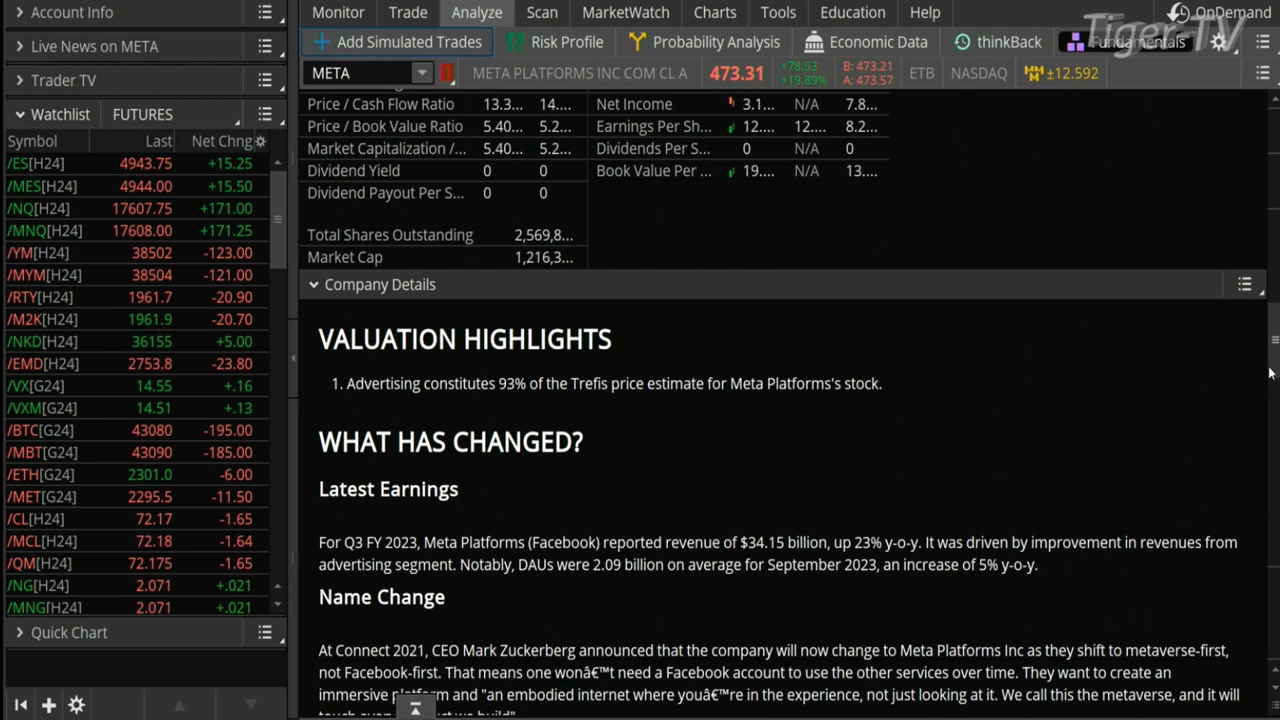 Account Info
Live News on META
Trader TV
Watchlist FUTURES
Symbol Last Net Chng
/ES[H24] 4943.75 +15.25
/MES[H24] 4944.00 +15.50
/NQ[H24] 17607.75 +171.00
/MNQ[H24] 17608.00 +171.25
/YM[H24] 38502 -123.00
/MYM[H24] 38504 -121.00
/RTY[H24] 1961.7 -20.90
/M2K[H24] 1961.9 -20.70
/NKD[H24] 36155 +5.00
/EMD[H24] 2753.8 -23.80
/VX[G24] 14.55 +.16
/VXM[G24] 14.51 +.13
/BTC[G24] 43080 -195.00
/MBT[G24] 43090 -185.00
/ETH[G24] 2301.0 -6.00
/MET[G24] 2295.5 -11.50
/CL[H24] 72.17 -1.65
/MCL[H24] 72.18 -1.64
/QM[H24] 72.175 -1.65
/NG[H24] 2.071 +.021
/MNG[H24] 2.071 +.021
Quick Chart
Monitor Trade Analyze Scan MarketWatch Charts Tools Education Help
Tiger-TV
OnDemand
Add Simulated Trades Risk Profile Probability Analysis Economic Data thinkBack Fundamentals
META META PLATFORMS INC COM CL A 473.31 +78.53 +19.89% B: 473.21 A: 473.57 ETB NASDAQ ±12.592
Price / Cash Flow Ratio 13.3... 14.... Net Income 3.1... N/A 7.8...
Price / Book Value Ratio 5.40... 5.2... Earnings Per Sh... 12.... 12.... 8.2...
Market Capitalization /... 5.40... 5.2... Dividends Per S... 0 N/A 0
Dividend Yield 0 0 Book Value Per ... 19.... N/A 13....
Dividend Payout Per S... 0 0
Total Shares Outstanding 2,569,8...
Market Cap 1,216,3...
Company Details
VALUATION HIGHLIGHTS
1. Advertising constitutes 93% of the Trefis price estimate for Meta Platforms's stock.
WHAT HAS CHANGED?
Latest Earnings
For Q3 FY 2023, Meta Platforms (Facebook) reported revenue of $34.15 billion, up 23% y-o-y. It was driven by improvement in revenues from
advertising segment. Notably, DAUs were 2.09 billion on average for September 2023, an increase of 5% y-o-y.
Name Change
At Connect 2021, CEO Mark Zuckerberg announced that the company will now change to Meta Platforms Inc as they shift to metaverse-first,
not Facebook-first. That means one wonâ€™t need a Facebook account to use the other services over time. They want to create an
immersive platform and "an embodied internet where youâ€™re in the experience, not just looking at it. We call this the metaverse, and it will